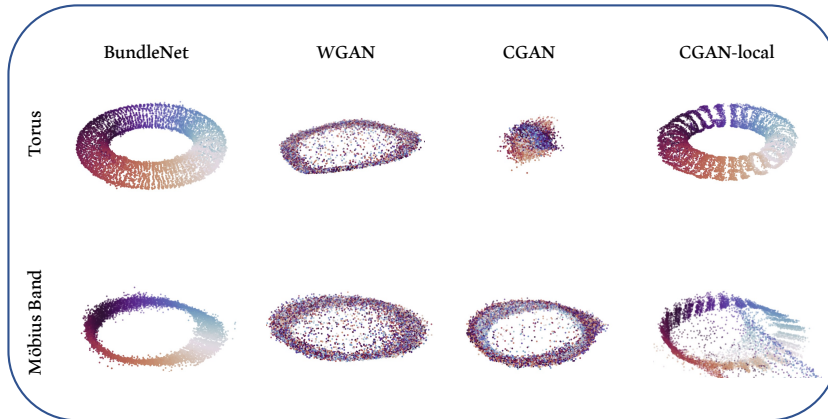 BundleNet
WGAN
CGAN
CGAN-local
Torus
Möbius Band